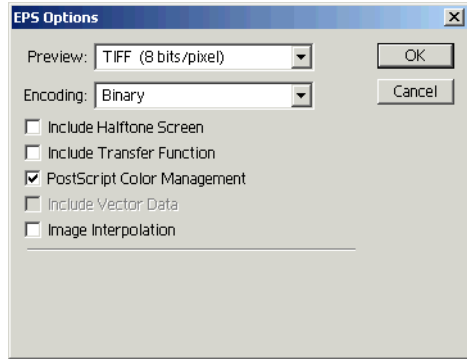 EPS Options
Preview: TIFF (8 bits/pixel) OK
Encoding: Binary Cancel
Include Halftone Screen
Include Transfer Function
PostScript Color Management
Include Vector Data
Image Interpolation